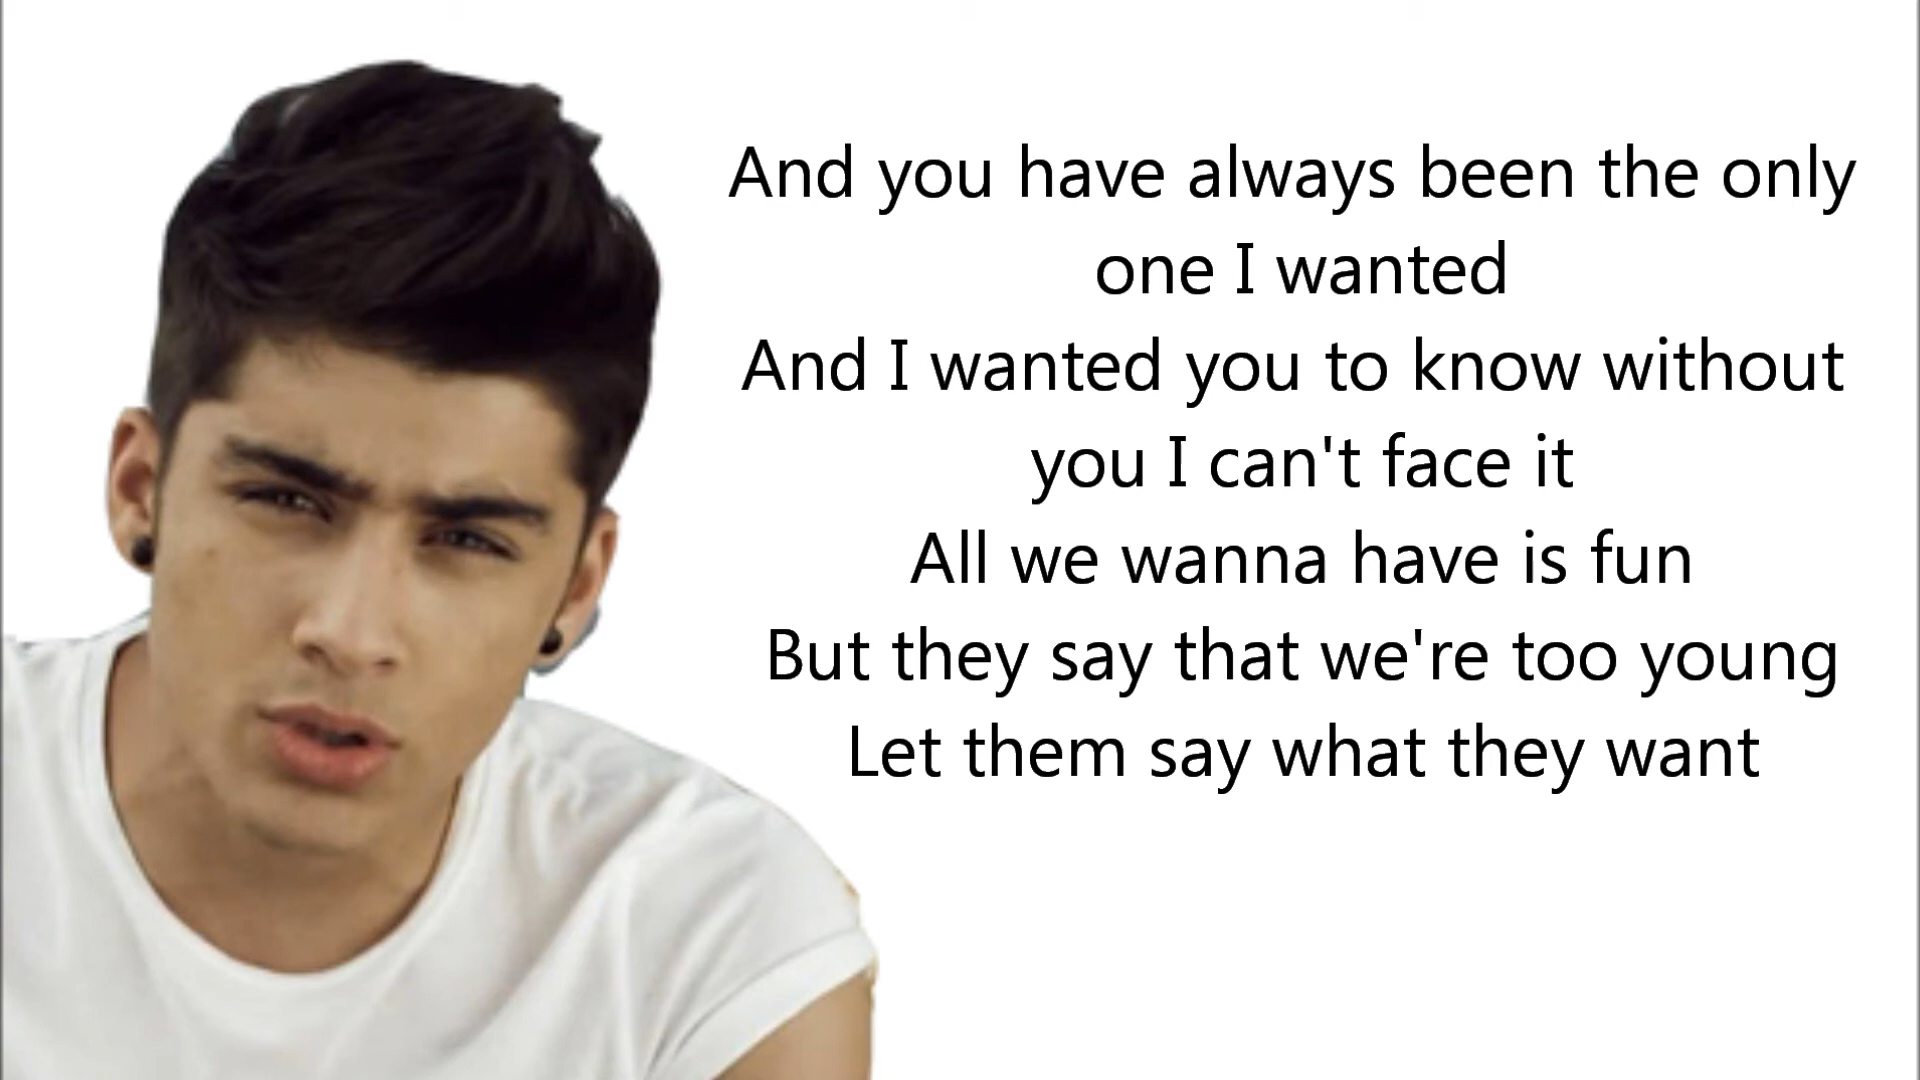 And you have always been the only
one I wanted
And I wanted you to know without
you I can't face it
All we wanna have is fun
But they say that we're too young
Let them say what they want